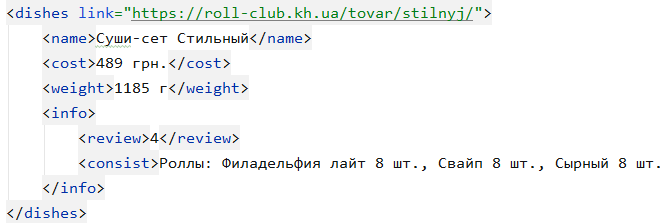 <dishes link="https://roll-club.kh.ua/tovar/stilnyj/">
<name>Суши-сет Стильный</name>
<cost>489 грн.</cost>
<weight>1185 г</weight>
<info>
<review>4</review>
<consist>Роллы: Филадельфия лайт 8 шт., Свайп 8 шт., Сырный 8 шт.
</info>
</dishes>